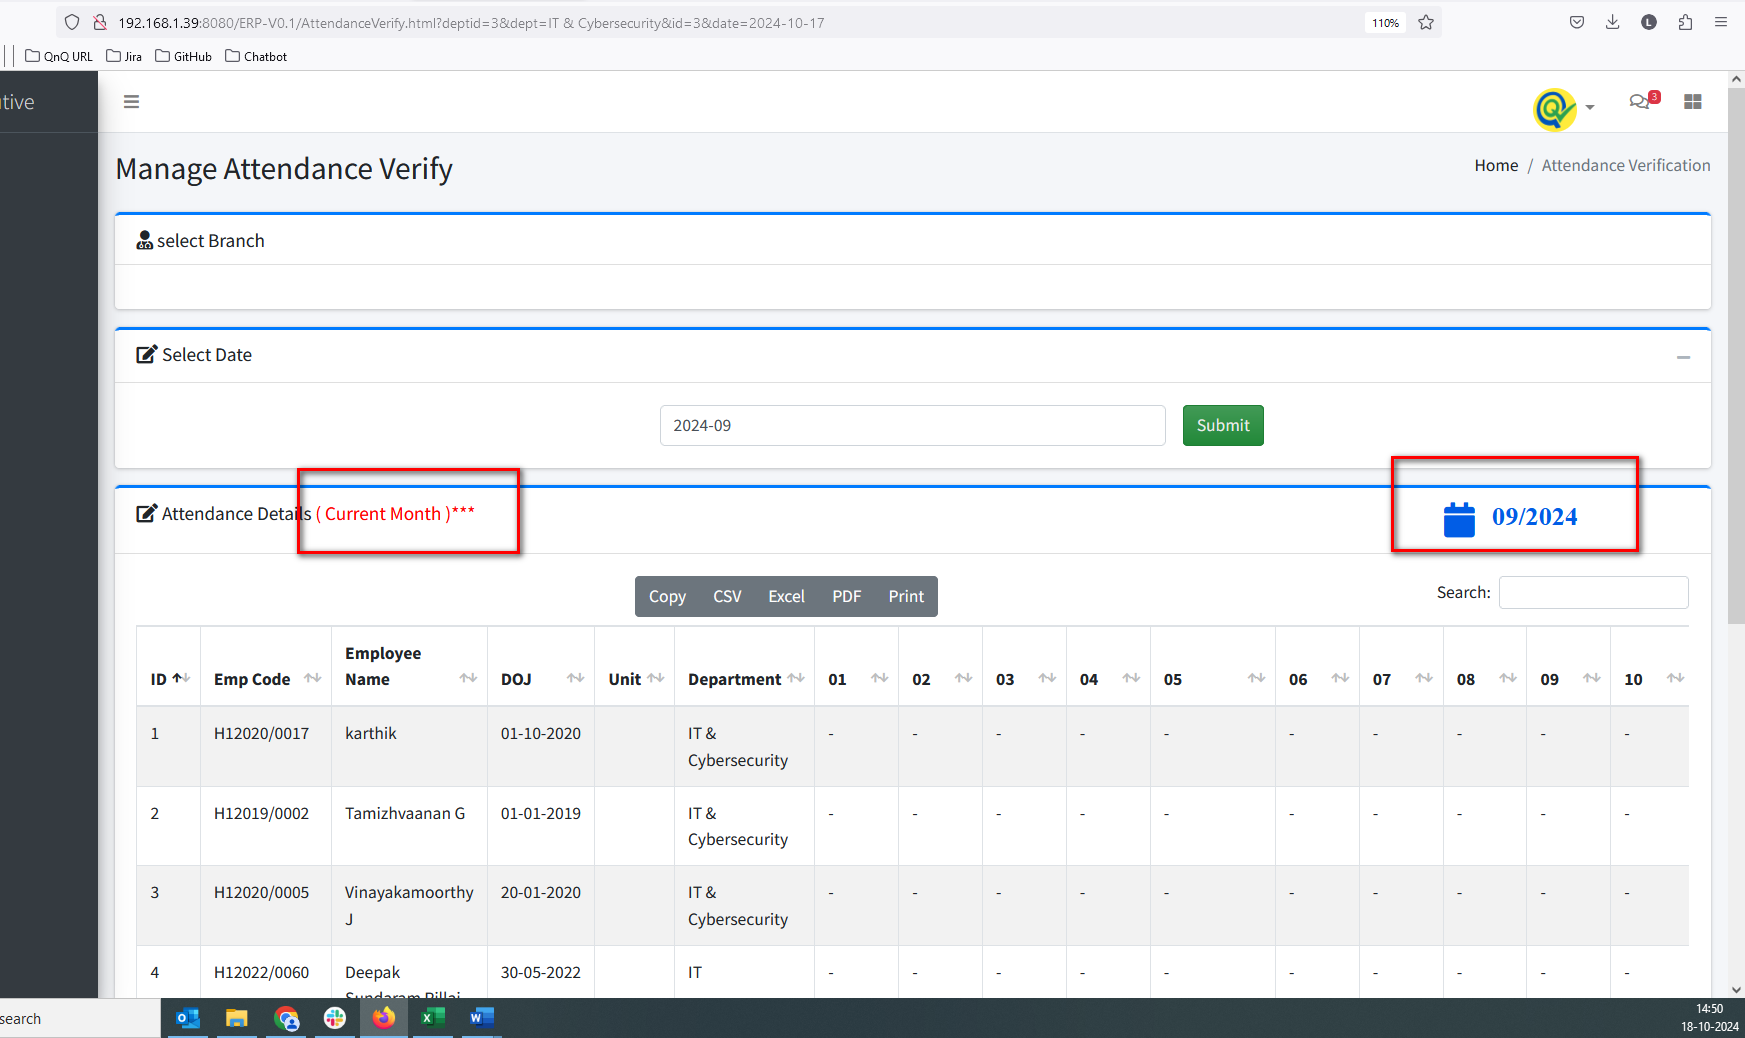 192.168.1.39:8080/ERP-V0.1/AttendanceVerify.html?deptid=3&dept=IT & Cybersecurity&id=3&date=2024-10-17
110%
L
QnQ URL Jira GitHub Chatbot
tive
3
Manage Attendance Verify
Home / Attendance Verification
select Branch
Select Date
2024-09 Submit
Attendance Details ( Current Month )***
09/2024
Copy CSV Excel PDF Print
Search:
ID Emp Code Employee Name DOJ Unit Department 01 02 03 04 05 06 07 08 09 10
1 H12020/0017 karthik 01-10-2020 IT & Cybersecurity - - - - - - - - - -
2 H12019/0002 Tamizhvaanan G 01-01-2019 IT & Cybersecurity - - - - - - - - - -
3 H12020/0005 Vinayakamoorthy J 20-01-2020 IT & Cybersecurity - - - - - - - - - -
4 H12022/0060 Deepak Sundaram Pillai 30-05-2022 IT - - - - - - - - - -
search
14:50
18-10-2024